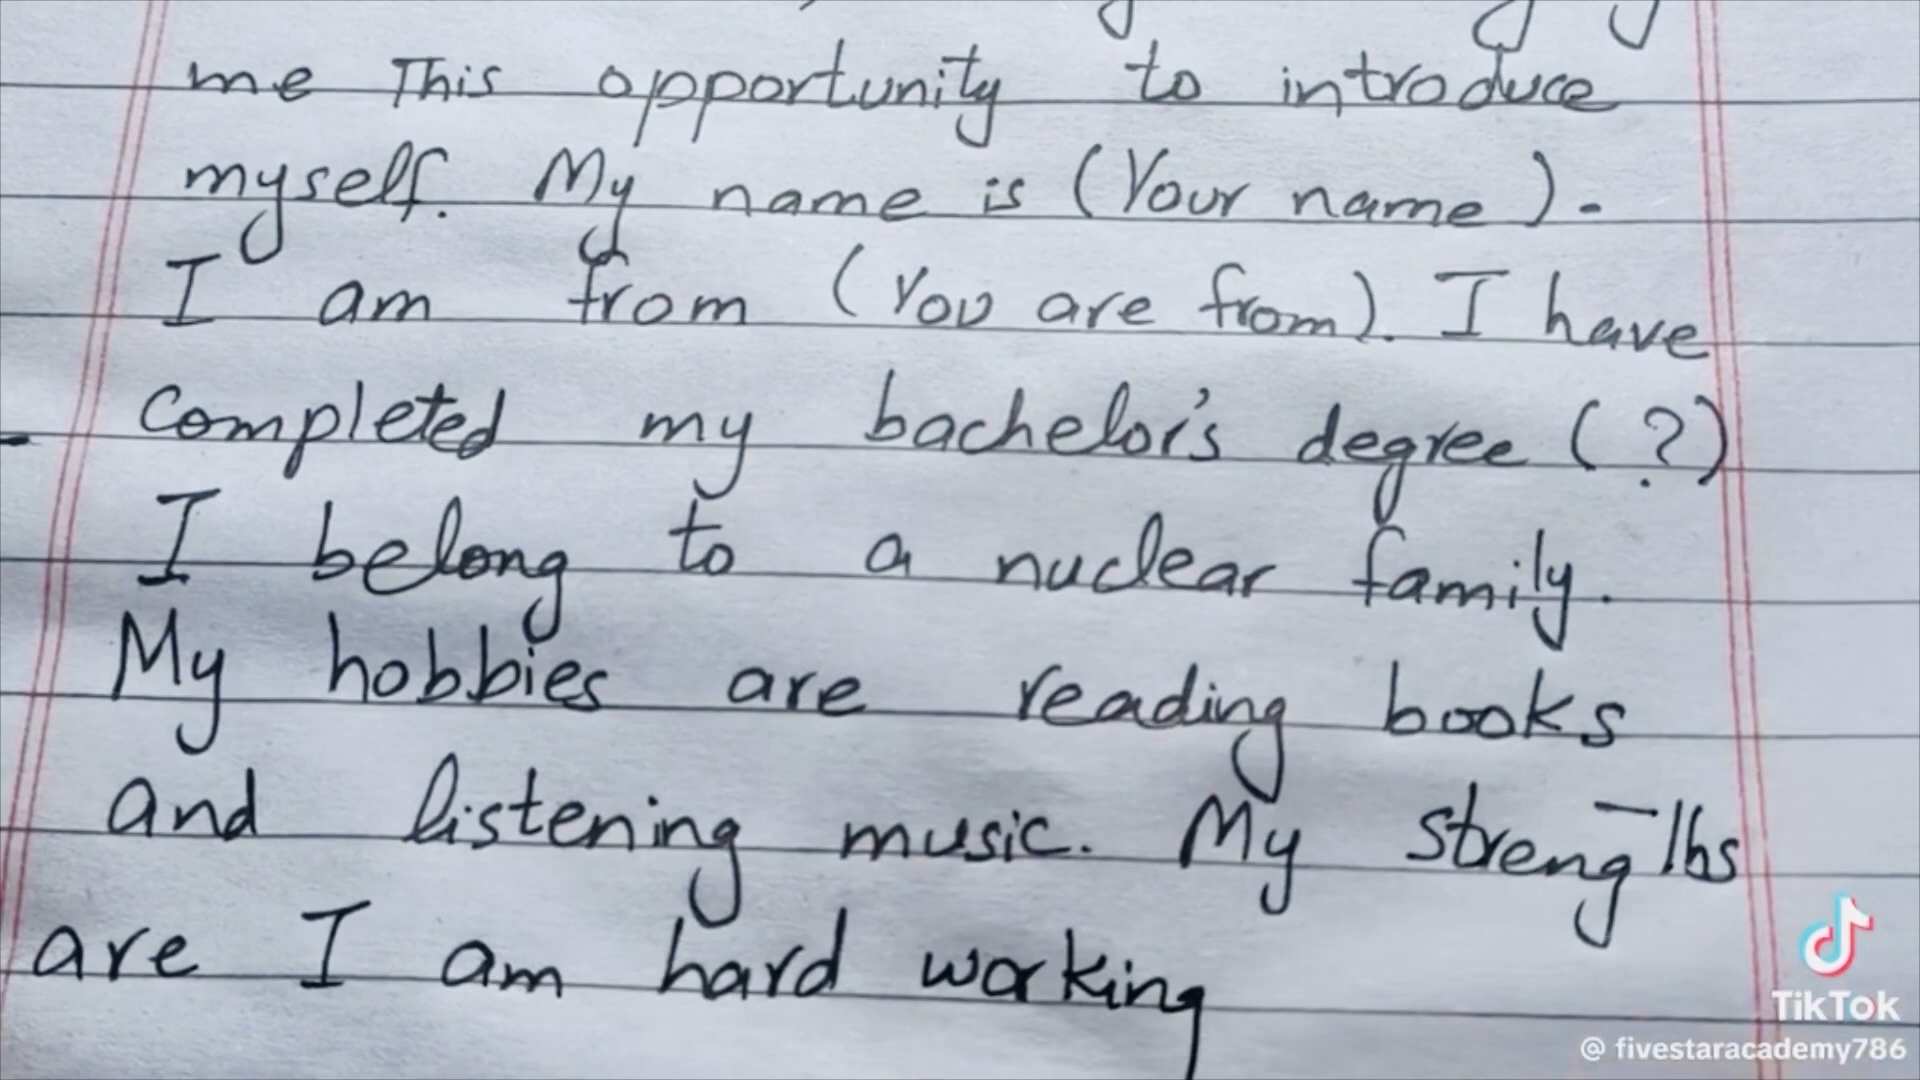 me This opportunity to introduce
myself. My name is (Your name).
I am from (You are from). I have
completed my bachelor's degree (?)
I belong to a nuclear family.
My hobbies are reading books
and listening music. My strengths
are I am hard working
TikTok
@ fivestaracademy786